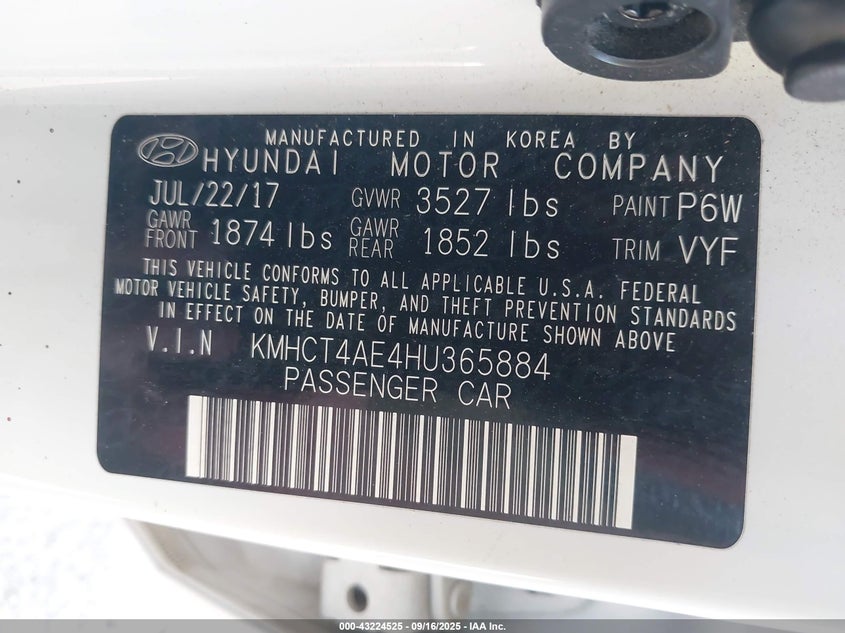 MANUFACTURED IN KOREA BY
HYUNDAI MOTOR COMPANY
JUL/22/17 GVWR 3527 lbs PAINT P6W
GAWR FRONT 1874 lbs GAWR REAR 1852 lbs TRIM VYF
THIS VEHICLE CONFORMS TO ALL APPLICABLE U.S.A. FEDERAL
MOTOR VEHICLE SAFETY, BUMPER, AND THEFT PREVENTION STANDARDS
IN EFFECT ON THE DATE OF MANUFACTURE SHOWN ABOVE
V.I.N KMHCT4AE4HU365884
PASSENGER CAR
000-43224525 - 09/16/2025 - IAA Inc.